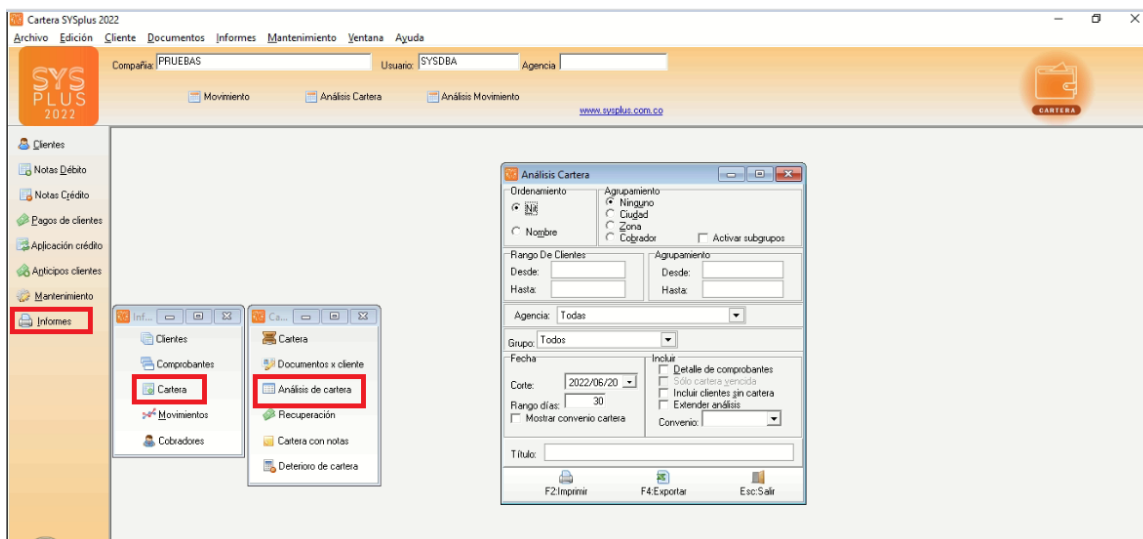 Cartera SYSplus 2022
Archivo Edición Cliente Documentos Informes Mantenimiento Ventana Ayuda
SYS
PLUS
2022
Compañia: PRUEBAS Usuario: SYSDBA Agencia
Movimiento Análisis Cartera Análisis Movimiento
www.sysplus.com.co
CARTERA
Clientes
Notas Débito
Notas Crédito
Pagos de clientes
Aplicación crédito
Anticipos clientes
Mantenimiento
Informes
Inf...
Clientes
Comprobantes
Cartera
Movimientos
Cobradores
Ca...
Cartera
Documentos x cliente
Análisis de cartera
Recuperación
Cartera con notas
Deterioro de cartera
Análisis Cartera
Ordenamiento
Nit
Nombre
Agrupamiento
Ninguno
Ciudad
Zona
Cobrador
Activar subgrupos
Rango De Clientes
Desde:
Hasta:
Agrupamiento
Desde:
Hasta:
Agencia: Todas
Grupo: Todos
Fecha
Corte: 2022/06/20
Rango días: 30
Mostrar convenio cartera
Incluir
Detalle de comprobantes
Sólo cartera vencida
Incluir clientes sin cartera
Extender análisis
Convenio:
Título:
F2:Imprimir F4:Exportar Esc:Salir